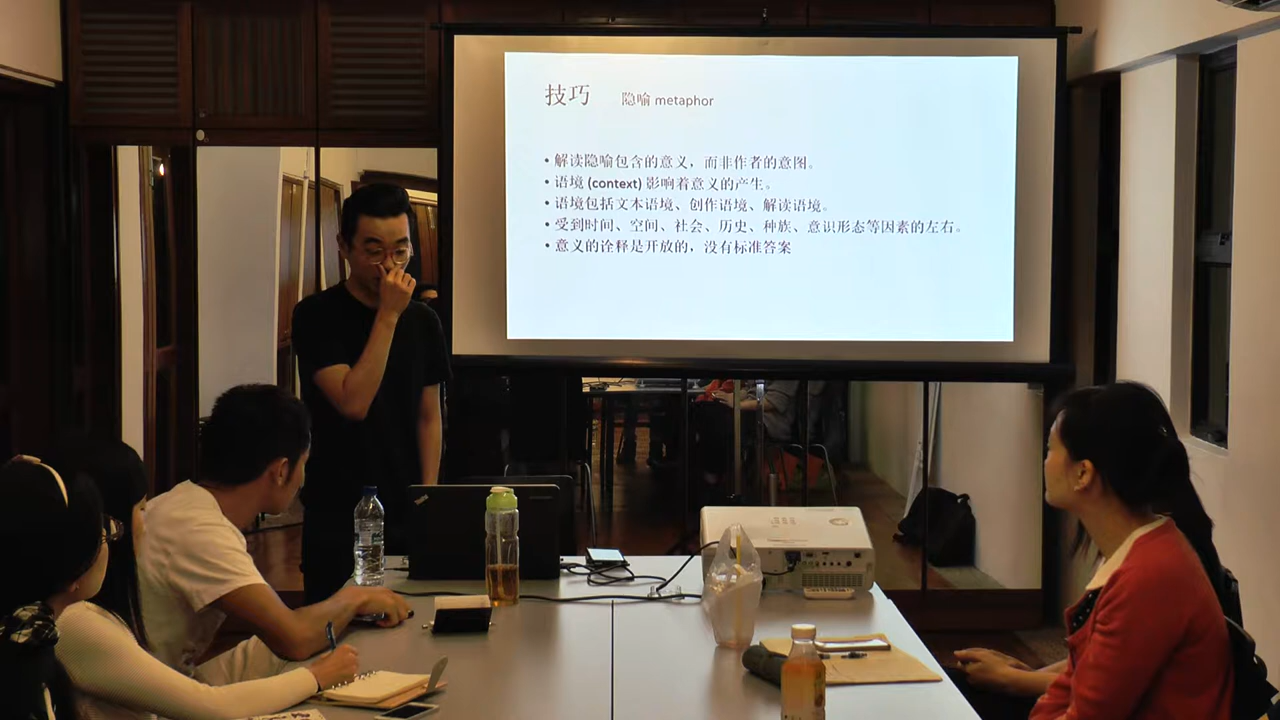 技巧 隐喻 metaphor
• 解读隐喻包含的意义，而非作者的意图。
• 语境 (context) 影响着意义的产生。
• 语境包括文本语境、创作语境、解读语境。
• 受到时间、空间、社会、历史、种族、意识形态等因素的左右。
• 意义的诠释是开放的，没有标准答案